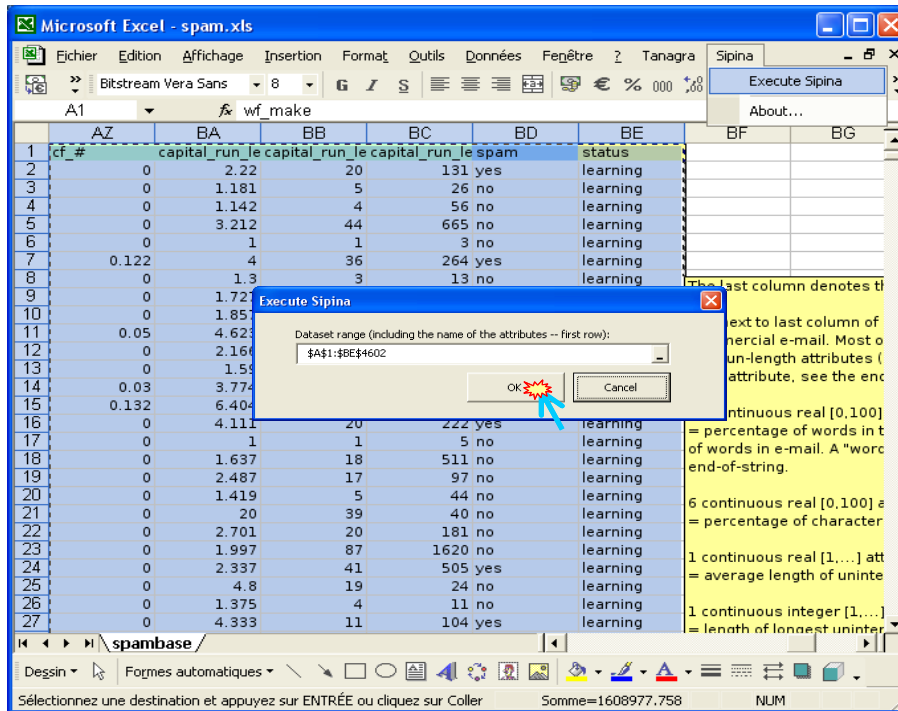 Microsoft Excel - spam.xls
Fichier Edition Affichage Insertion Format Outils Données Fenêtre ? Tanagra Sipina
Bitstream Vera Sans 8 G I S € % 000
Execute Sipina
About...
A1 fx wf_make
AZ BA BB BC BD BE BF BG
1 cf_# capital_run_le capital_run_le capital_run_le spam status
2 0 2.22 20 131 yes learning
3 0 1.181 5 26 no learning
4 0 1.142 4 56 no learning
5 0 3.212 44 665 no learning
6 0 1 1 3 no learning
7 0.122 4 36 264 yes learning
8 0 1.3 3 13 no learning
9 0 1.727
10 0 1.857
11 0.05 4.623
12 0 2.166
13 0 1.59
14 0.03 3.774
15 0.132 6.404
16 0 4.111 20 222 yes learning
17 0 1 1 5 no learning
18 0 1.637 18 511 no learning
19 0 2.487 17 97 no learning
20 0 1.419 5 44 no learning
21 0 20 39 40 no learning
22 0 2.701 20 181 no learning
23 0 1.997 87 1620 no learning
24 0 2.337 41 505 yes learning
25 0 4.8 19 24 no learning
26 0 1.375 4 11 no learning
27 0 4.333 11 104 yes learning
Execute Sipina
Dataset range (including the name of the attributes -- first row):
$A$1:$BE$4602
OK Cancel
The last column denotes th
ext to last column of
mercial e-mail. Most o
un-length attributes (
attribute, see the end
continuous real [0,100]
= percentage of words in t
of words in e-mail. A "word
end-of-string.
6 continuous real [0,100] a
= percentage of character
1 continuous real [1,...] att
= average length of uninte
1 continuous integer [1,...]
= length of longest uninter
spambase
Dessin Formes automatiques
Sélectionnez une destination et appuyez sur ENTRÉE ou cliquez sur Coller Somme=1608977.758 NUM